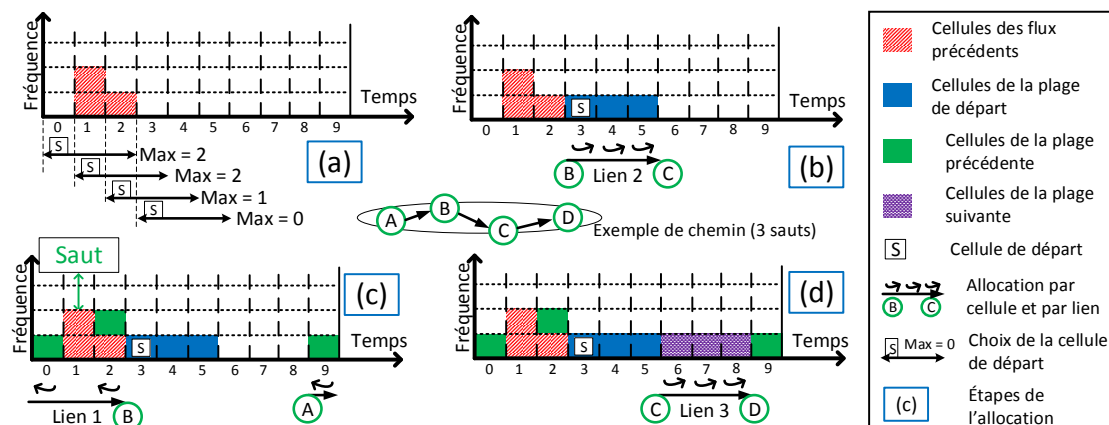 Fréquence
Temps
0 1 2 3 4 5 6 7 8 9
S
Max = 2
S
Max = 2
S
Max = 1
S
Max = 0
(a)
Fréquence
S
Temps
0 1 2 3 4 5 6 7 8 9
B
Lien 2
C
(b)
A
B
C
D
Exemple de chemin (3 sauts)
Saut
Fréquence
S
(c)
Temps
0 1 2 3 4 5 6 7 8 9
Lien 1
B
A
Fréquence
S
(d)
Temps
0 1 2 3 4 5 6 7 8 9
C
Lien 3
D
Cellules des flux
précédents
Cellules de la plage
de départ
Cellules de la plage
précédente
Cellules de la plage
suivante
S
Cellule de départ
B
C
Allocation par
cellule et par lien
S
Max = 0
Choix de la cellule
de départ
(c)
Étapes de
l'allocation